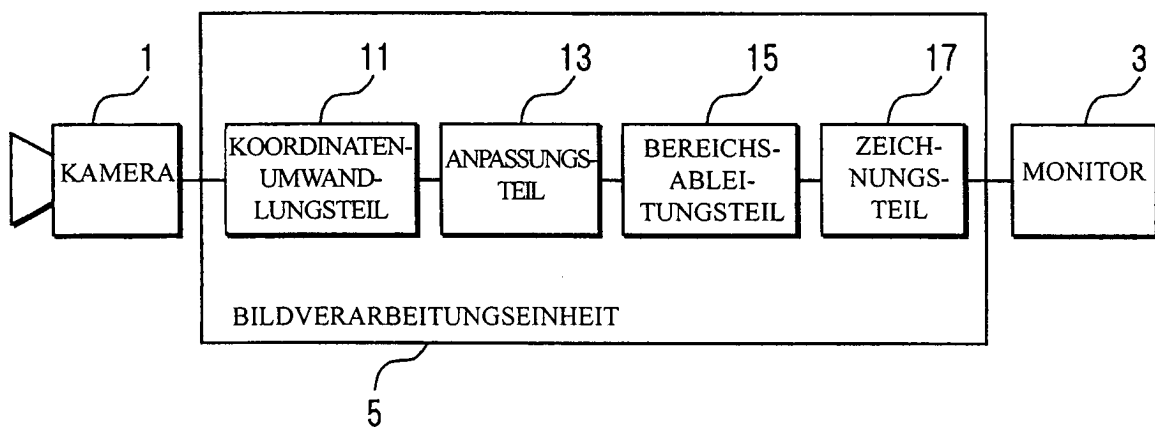 1
11
13
15
17
3
KAMERA
KOORDINATEN-
UMWAND-
LUNGSTEIL
ANPASSUNGS-
TEIL
BEREICHS-
ABLEI-
TUNGSTEIL
ZEICH-
NUNGS-
TEIL
MONITOR
BILDVERARBEITUNGSEINHEIT
5